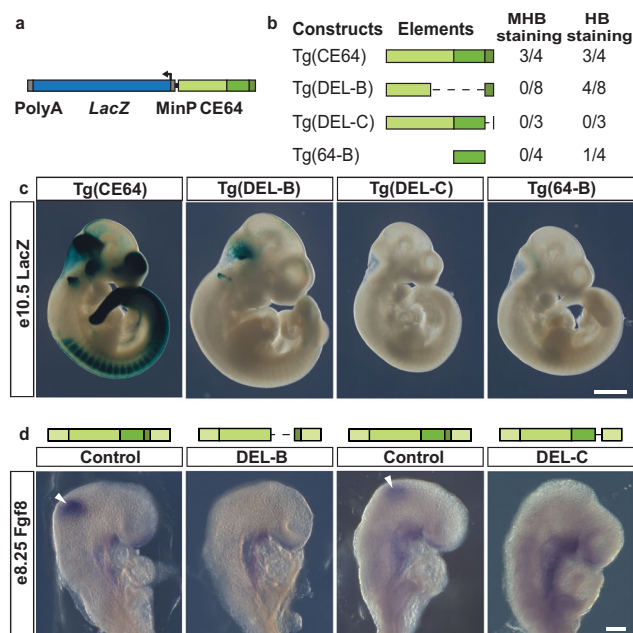 a
PolyA LacZ MinP CE64
b
Constructs Elements MHB staining HB staining
Tg(CE64) 3/4 3/4
Tg(DEL-B) 0/8 4/8
Tg(DEL-C) 0/3 0/3
Tg(64-B) 0/4 1/4
c
Tg(CE64) Tg(DEL-B) Tg(DEL-C) Tg(64-B)
e10.5 LacZ
d
Control DEL-B Control DEL-C
e8.25 Fgf8